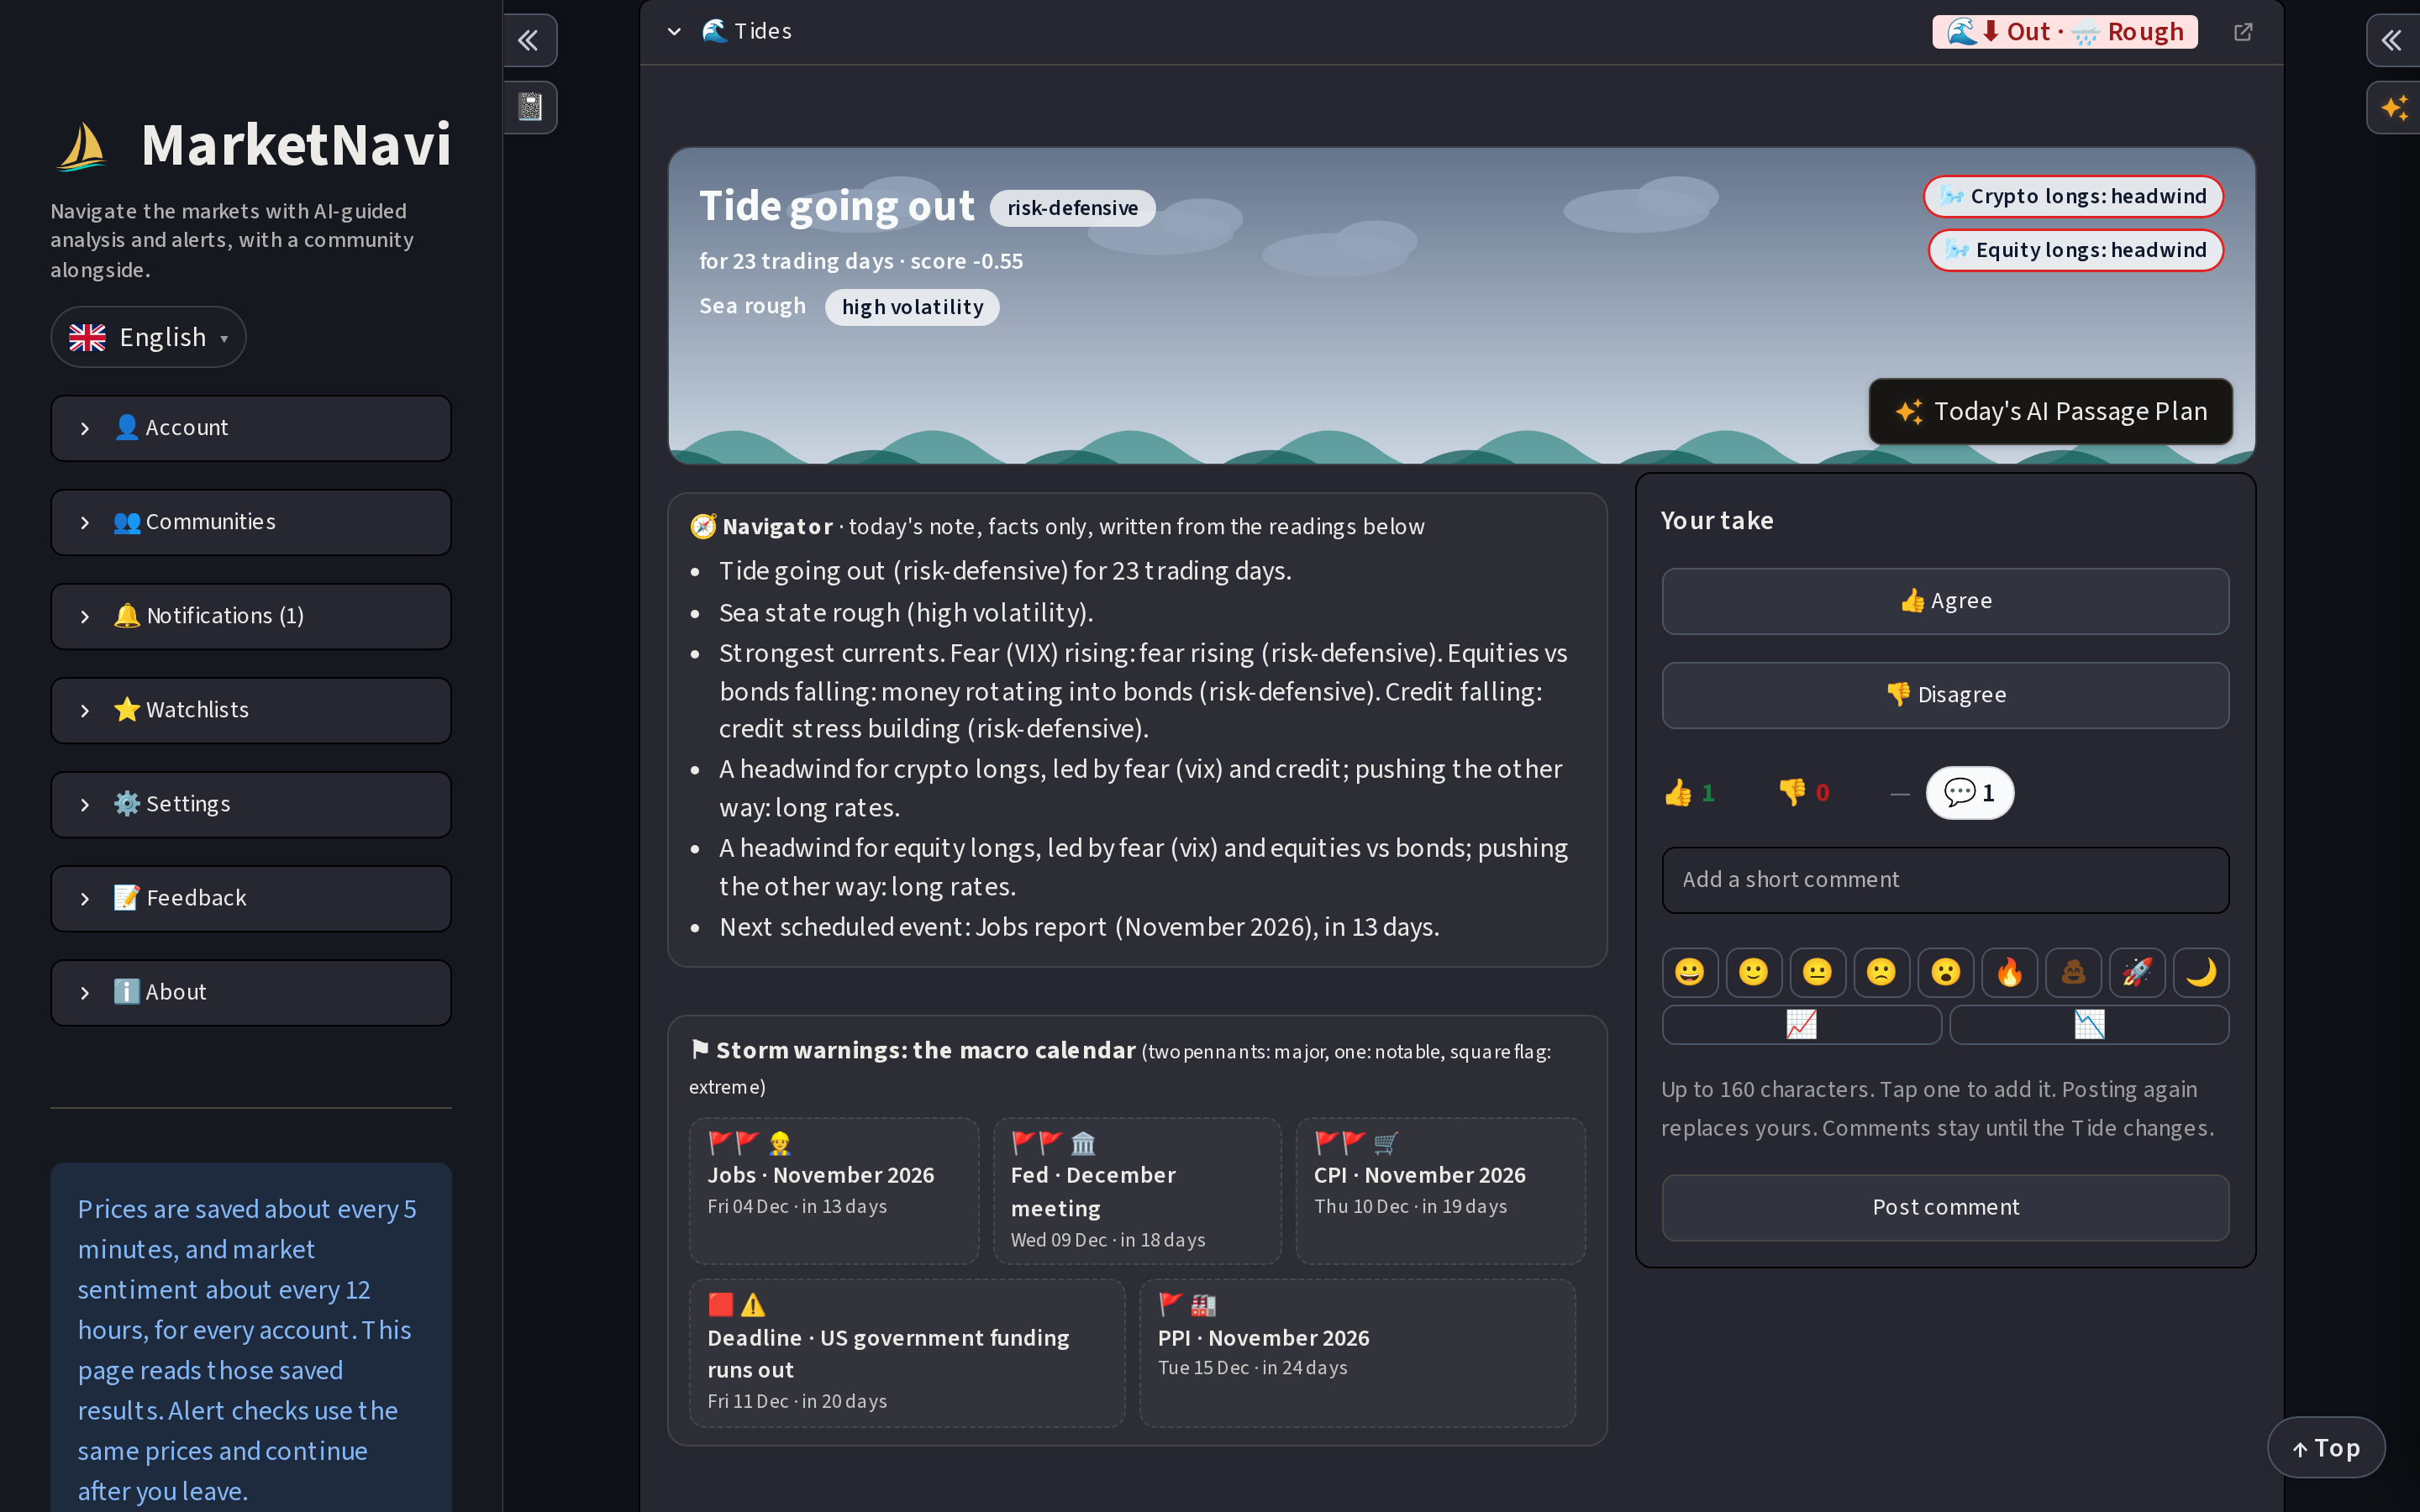 MarketNavi
Navigate the markets with AI-guided
analysis and alerts, with a community
alongside.
English
Account
Communities
Notifications (1)
Watchlists
Settings
Feedback
About
Prices are saved about every 5
minutes, and market
sentiment about every 12
hours, for every account. This
page reads those saved
results. Alert checks use the
same prices and continue
after you leave.
Tides
Out · Rough
Tide going out risk-defensive
for 23 trading days · score -0.55
Sea rough high volatility
Crypto longs: headwind
Equity longs: headwind
Today's AI Passage Plan
Navigator · today's note, facts only, written from the readings below
• Tide going out (risk-defensive) for 23 trading days.
• Sea state rough (high volatility).
• Strongest currents. Fear (VIX) rising: fear rising (risk-defensive). Equities vs
bonds falling: money rotating into bonds (risk-defensive). Credit falling:
credit stress building (risk-defensive).
• A headwind for crypto longs, led by fear (vix) and credit; pushing the other
way: long rates.
• A headwind for equity longs, led by fear (vix) and equities vs bonds; pushing
the other way: long rates.
• Next scheduled event: Jobs report (November 2026), in 13 days.
Storm warnings: the macro calendar (two pennants: major, one: notable, square flag:
extreme)
Jobs · November 2026
Fri 04 Dec · in 13 days
Fed · December
meeting
Wed 09 Dec · in 18 days
CPI · November 2026
Thu 10 Dec · in 19 days
Deadline · US government funding
runs out
Fri 11 Dec · in 20 days
PPI · November 2026
Tue 15 Dec · in 24 days
Your take
Agree
Disagree
1 0 — 1
Add a short comment
Up to 160 characters. Tap one to add it. Posting again
replaces yours. Comments stay until the Tide changes.
Post comment
↑ Top